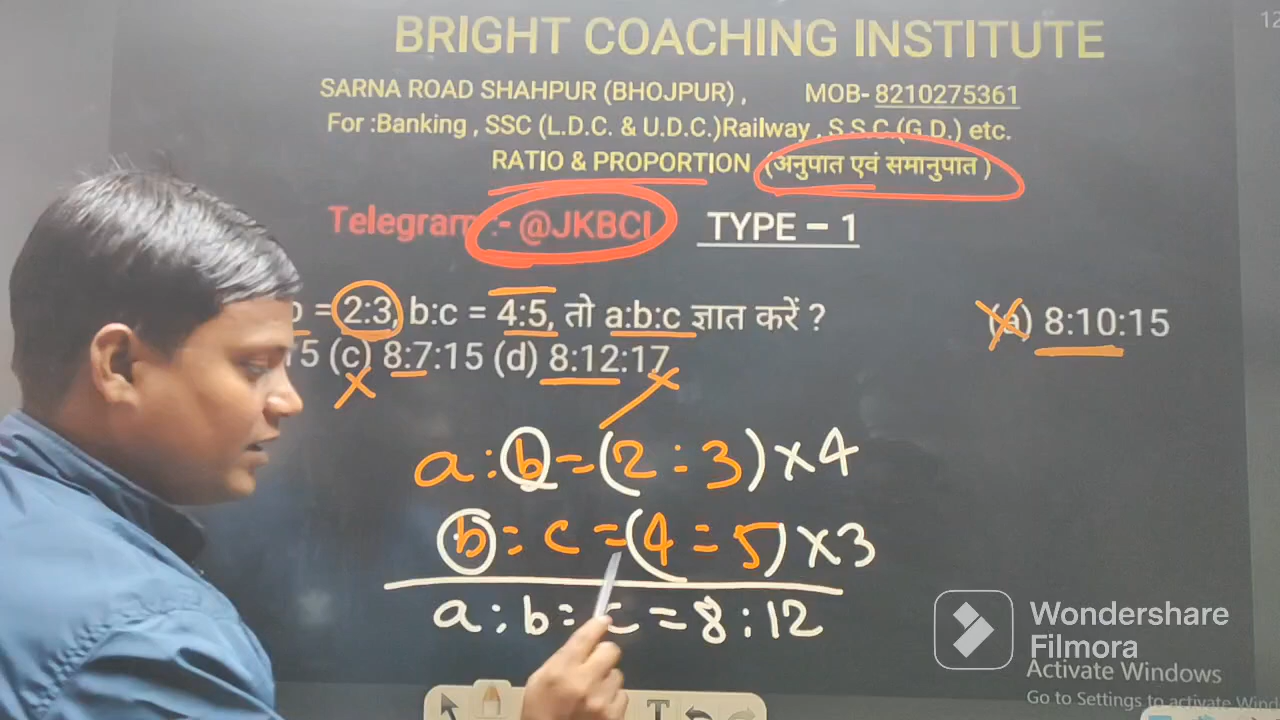 BRIGHT COACHING INSTITUTE
SARNA ROAD SHAHPUR (BHOJPUR) , MOB- 8210275361
For :Banking , SSC (L.D.C. & U.D.C.)Railway , S.S.C.(G.D.) etc.
RATIO & PROPORTION (अनुपात एवं समानुपात )
Telegram :- @JKBCI TYPE – 1
= 2:3, b:c = 4:5, तो a:b:c ज्ञात करें ? (a) 8:10:15
15 (c) 8:7:15 (d) 8:12:17
a : b = (2 : 3) × 4
b = c = (4 = 5) × 3
a : b = c = 8 : 12
Wondershare
Filmora
Activate Windows
Go to Settings to activate
T